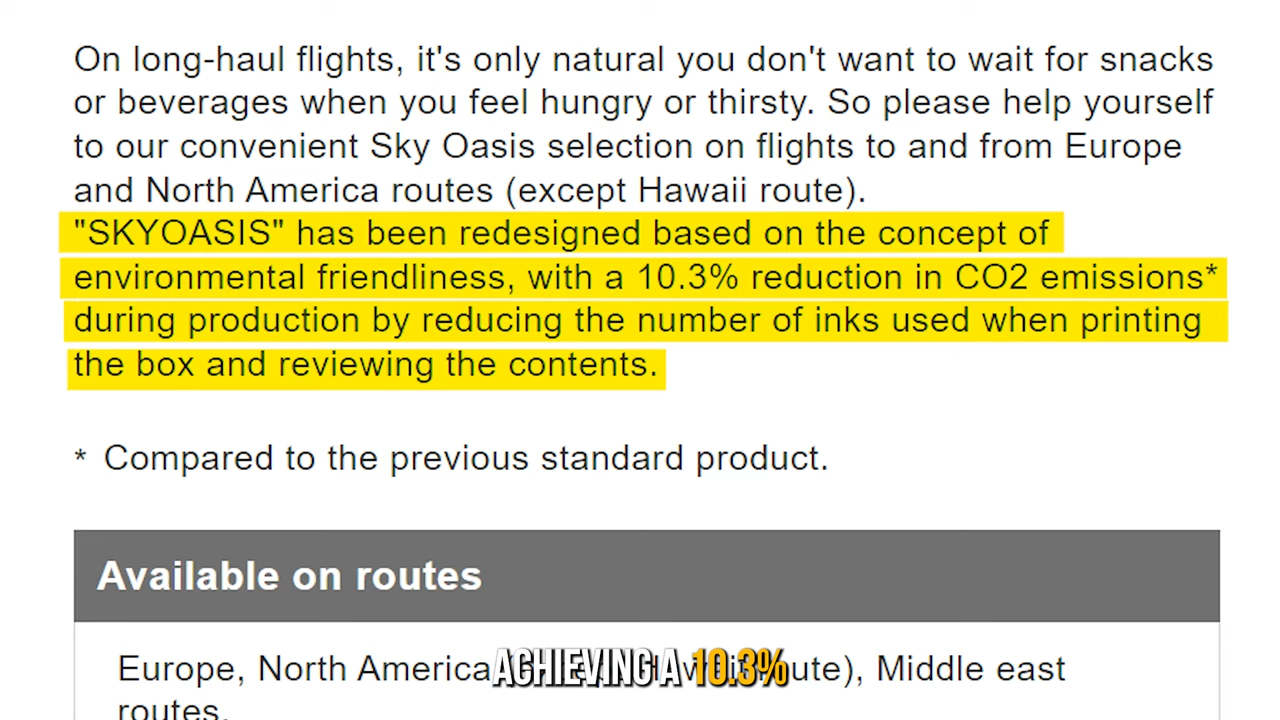 On long-haul flights, it's only natural you don't want to wait for snacks
or beverages when you feel hungry or thirsty. So please help yourself
to our convenient Sky Oasis selection on flights to and from Europe
and North America routes (except Hawaii route).
"SKYOASIS" has been redesigned based on the concept of
environmental friendliness, with a 10.3% reduction in CO2 emissions*
during production by reducing the number of inks used when printing
the box and reviewing the contents.
* Compared to the previous standard product.
Available on routes
Europe, North America Hawaii route), Middle east
routes.
ACHIEVING A 10.3%